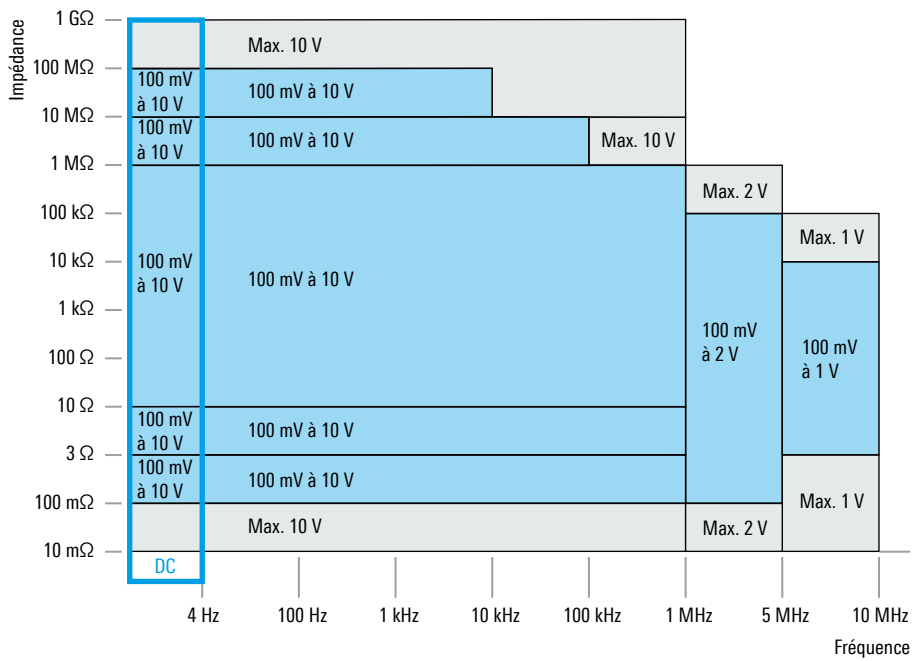 Impédance
1 GΩ
Max. 10 V
100 MΩ
100 mV
à 10 V
100 mV à 10 V
10 MΩ
100 mV
à 10 V
100 mV à 10 V
Max. 10 V
1 MΩ
Max. 2 V
100 kΩ
Max. 1 V
10 kΩ
100 mV
à 10 V
100 mV à 10 V
1 kΩ
100 mV
à 2 V
100 mV
à 1 V
100 Ω
10 Ω
100 mV
à 10 V
100 mV à 10 V
3 Ω
100 mV
à 10 V
100 mV à 10 V
100 mΩ
Max. 1 V
Max. 10 V
Max. 2 V
10 mΩ
DC
4 Hz
100 Hz
1 kHz
10 kHz
100 kHz
1 MHz
5 MHz
10 MHz
Fréquence